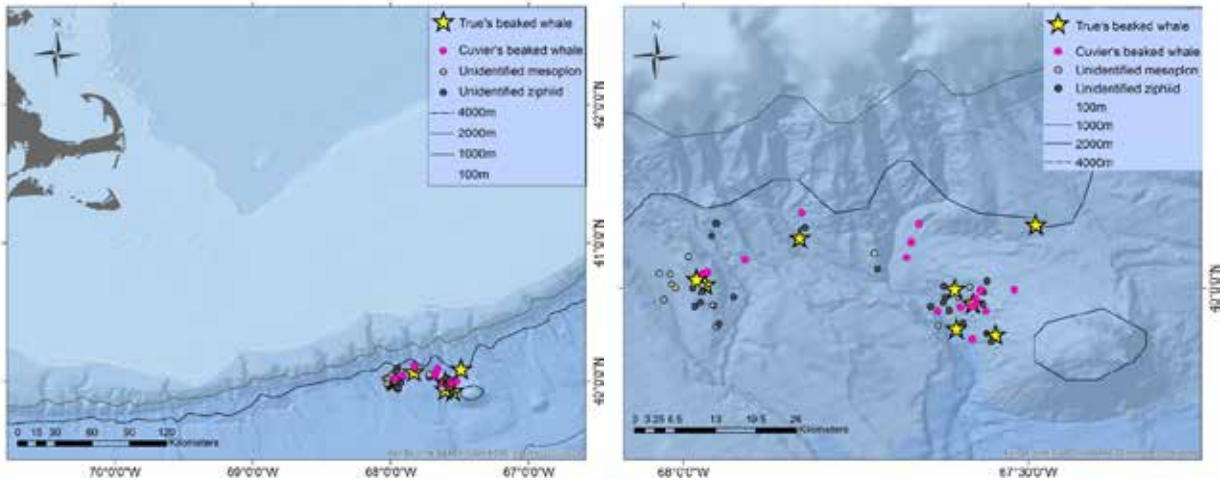 N
True's beaked whale
Cuvier's beaked whale
Unidentified mesoplon
Unidentified ziphiid
4000m
2000m
1000m
100m
42°0'0"N
41°0'0"N
40°0'0"N
0 15 30 60 90 120
Kilometers
70°0'0"W
69°0'0"W
68°0'0"W
67°0'0"W
N
True's beaked whale
Cuvier's beaked whale
Unidentified mesoplon
Unidentified ziphiid
100m
1000m
2000m
4000m
40°0'0"N
0 3.25 6.5 13 19.5 26
Kilometers
68°0'0"W
67°30'0"W